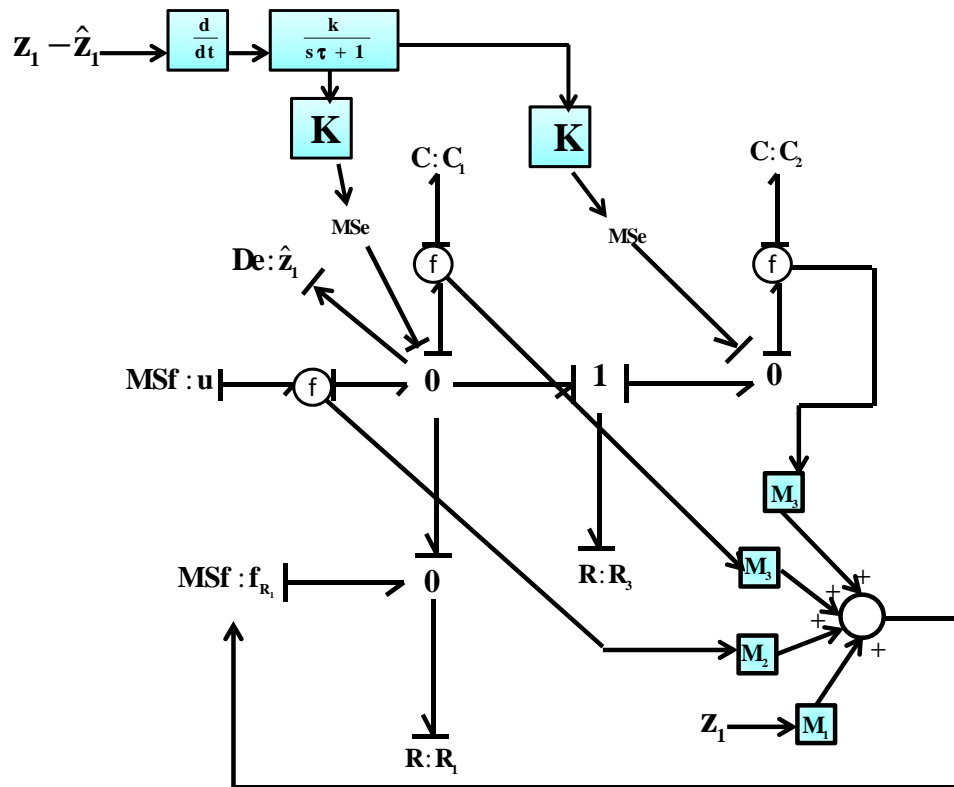 z₁ − ẑ₁
d
dt
k
sτ + 1
K
K
C: C₁
C: C₂
MSe
MSe
f
f
De: ẑ₁
MSf : u
f
0
1
0
M₃
MSf : f_R₁
0
R: R₃
M₃
+
+
+
M₂
+
z₁
M₁
R: R₁